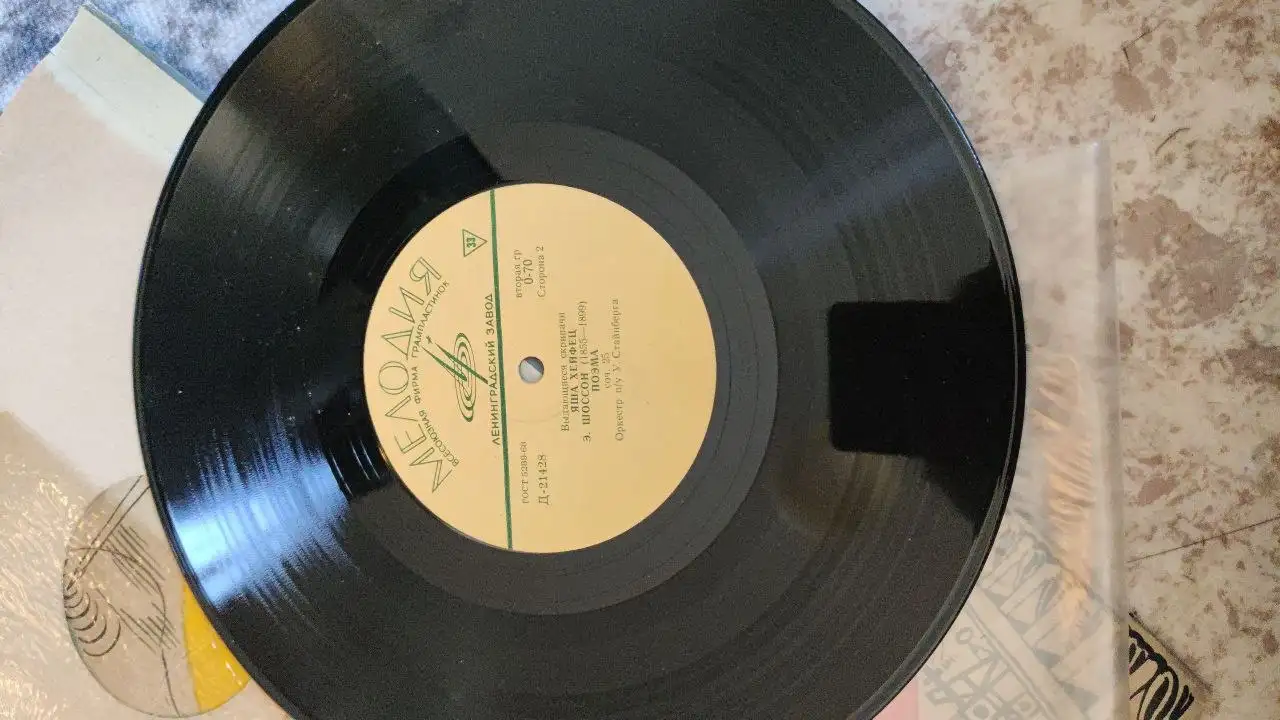 МЕЛОДИЯ
ВСЕСОЮЗНАЯ ФИРМА ГРАМПЛАСТИНОК
ЛЕНИНГРАДСКИЙ ЗАВОД
33
ГОСТ 5289-68
Д-21428
вторая гр
0-70
Сторона 2
Выдающиеся скрипачи
ЯША ХЕЙФЕЦ
Э. ШОССОН (1855—1899)
ПОЭМА
соч. 25
Оркестр п/у У. Стайнберга